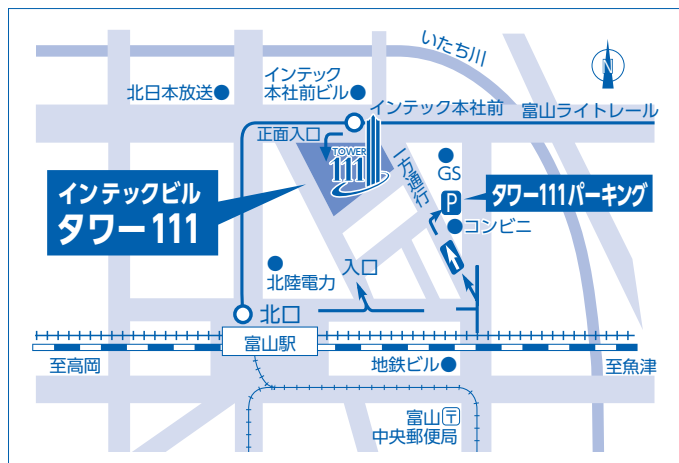 いたち川
N
インテック
本社前ビル
北日本放送
インテック本社前
富山ライトレール
正面入口
TOWER
111
一方通行
GS
P
タワー111パーキング
インテックビル
タワー111
コンビニ
入口
北陸電力
北口
富山駅
至高岡
地鉄ビル
至魚津
富山〒
中央郵便局